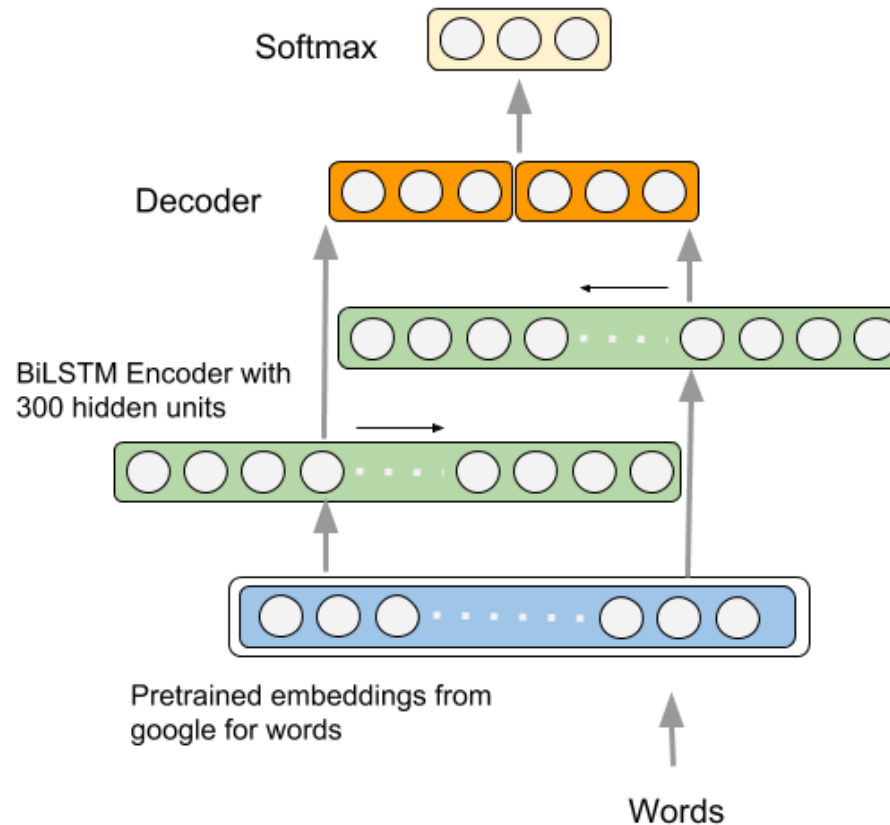 Softmax
Decoder
BiLSTM Encoder with
300 hidden units
Pretrained embeddings from
google for words
Words